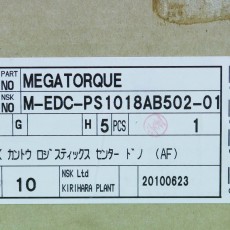 PART NO MEGATORQUE
NSK NO M-EDC-PS1018AB502-01
G H 5 PCS 1
カントウ ロジスティックス センター ドノ (AF)
10 NSK Ltd KIRIHARA PLANT 20100623